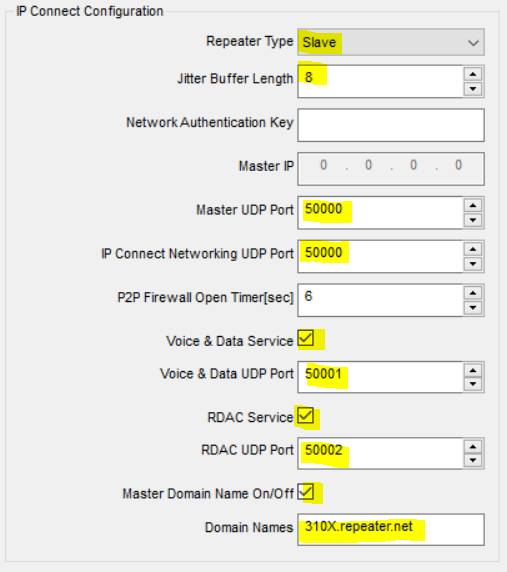 IP Connect Configuration
Repeater Type Slave
Jitter Buffer Length 8
Network Authentication Key
Master IP 0 . 0 . 0 . 0
Master UDP Port 50000
IP Connect Networking UDP Port 50000
P2P Firewall Open Timer[sec] 6
Voice & Data Service
Voice & Data UDP Port 50001
RDAC Service
RDAC UDP Port 50002
Master Domain Name On/Off
Domain Names 310X.repeater.net